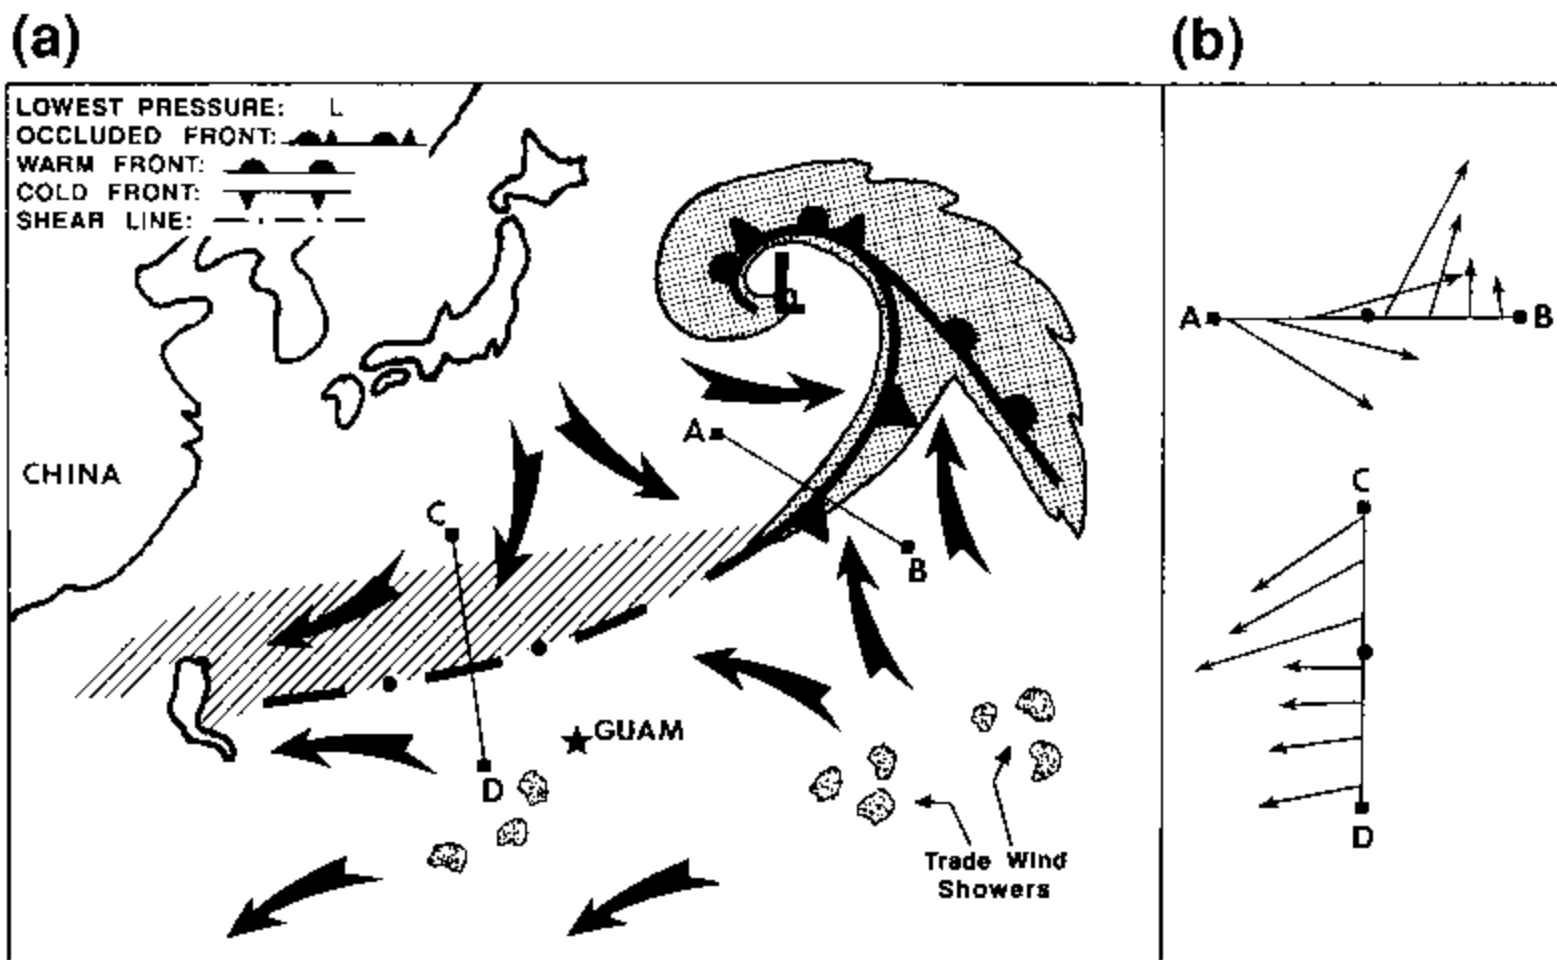 (a)
(b)
LOWEST PRESSURE: L
OCCLUDED FRONT:
WARM FRONT:
COLD FRONT:
SHEAR LINE:
L
A
B
A
CHINA
C
C
B
GUAM
D
D
Trade Wind
Showers